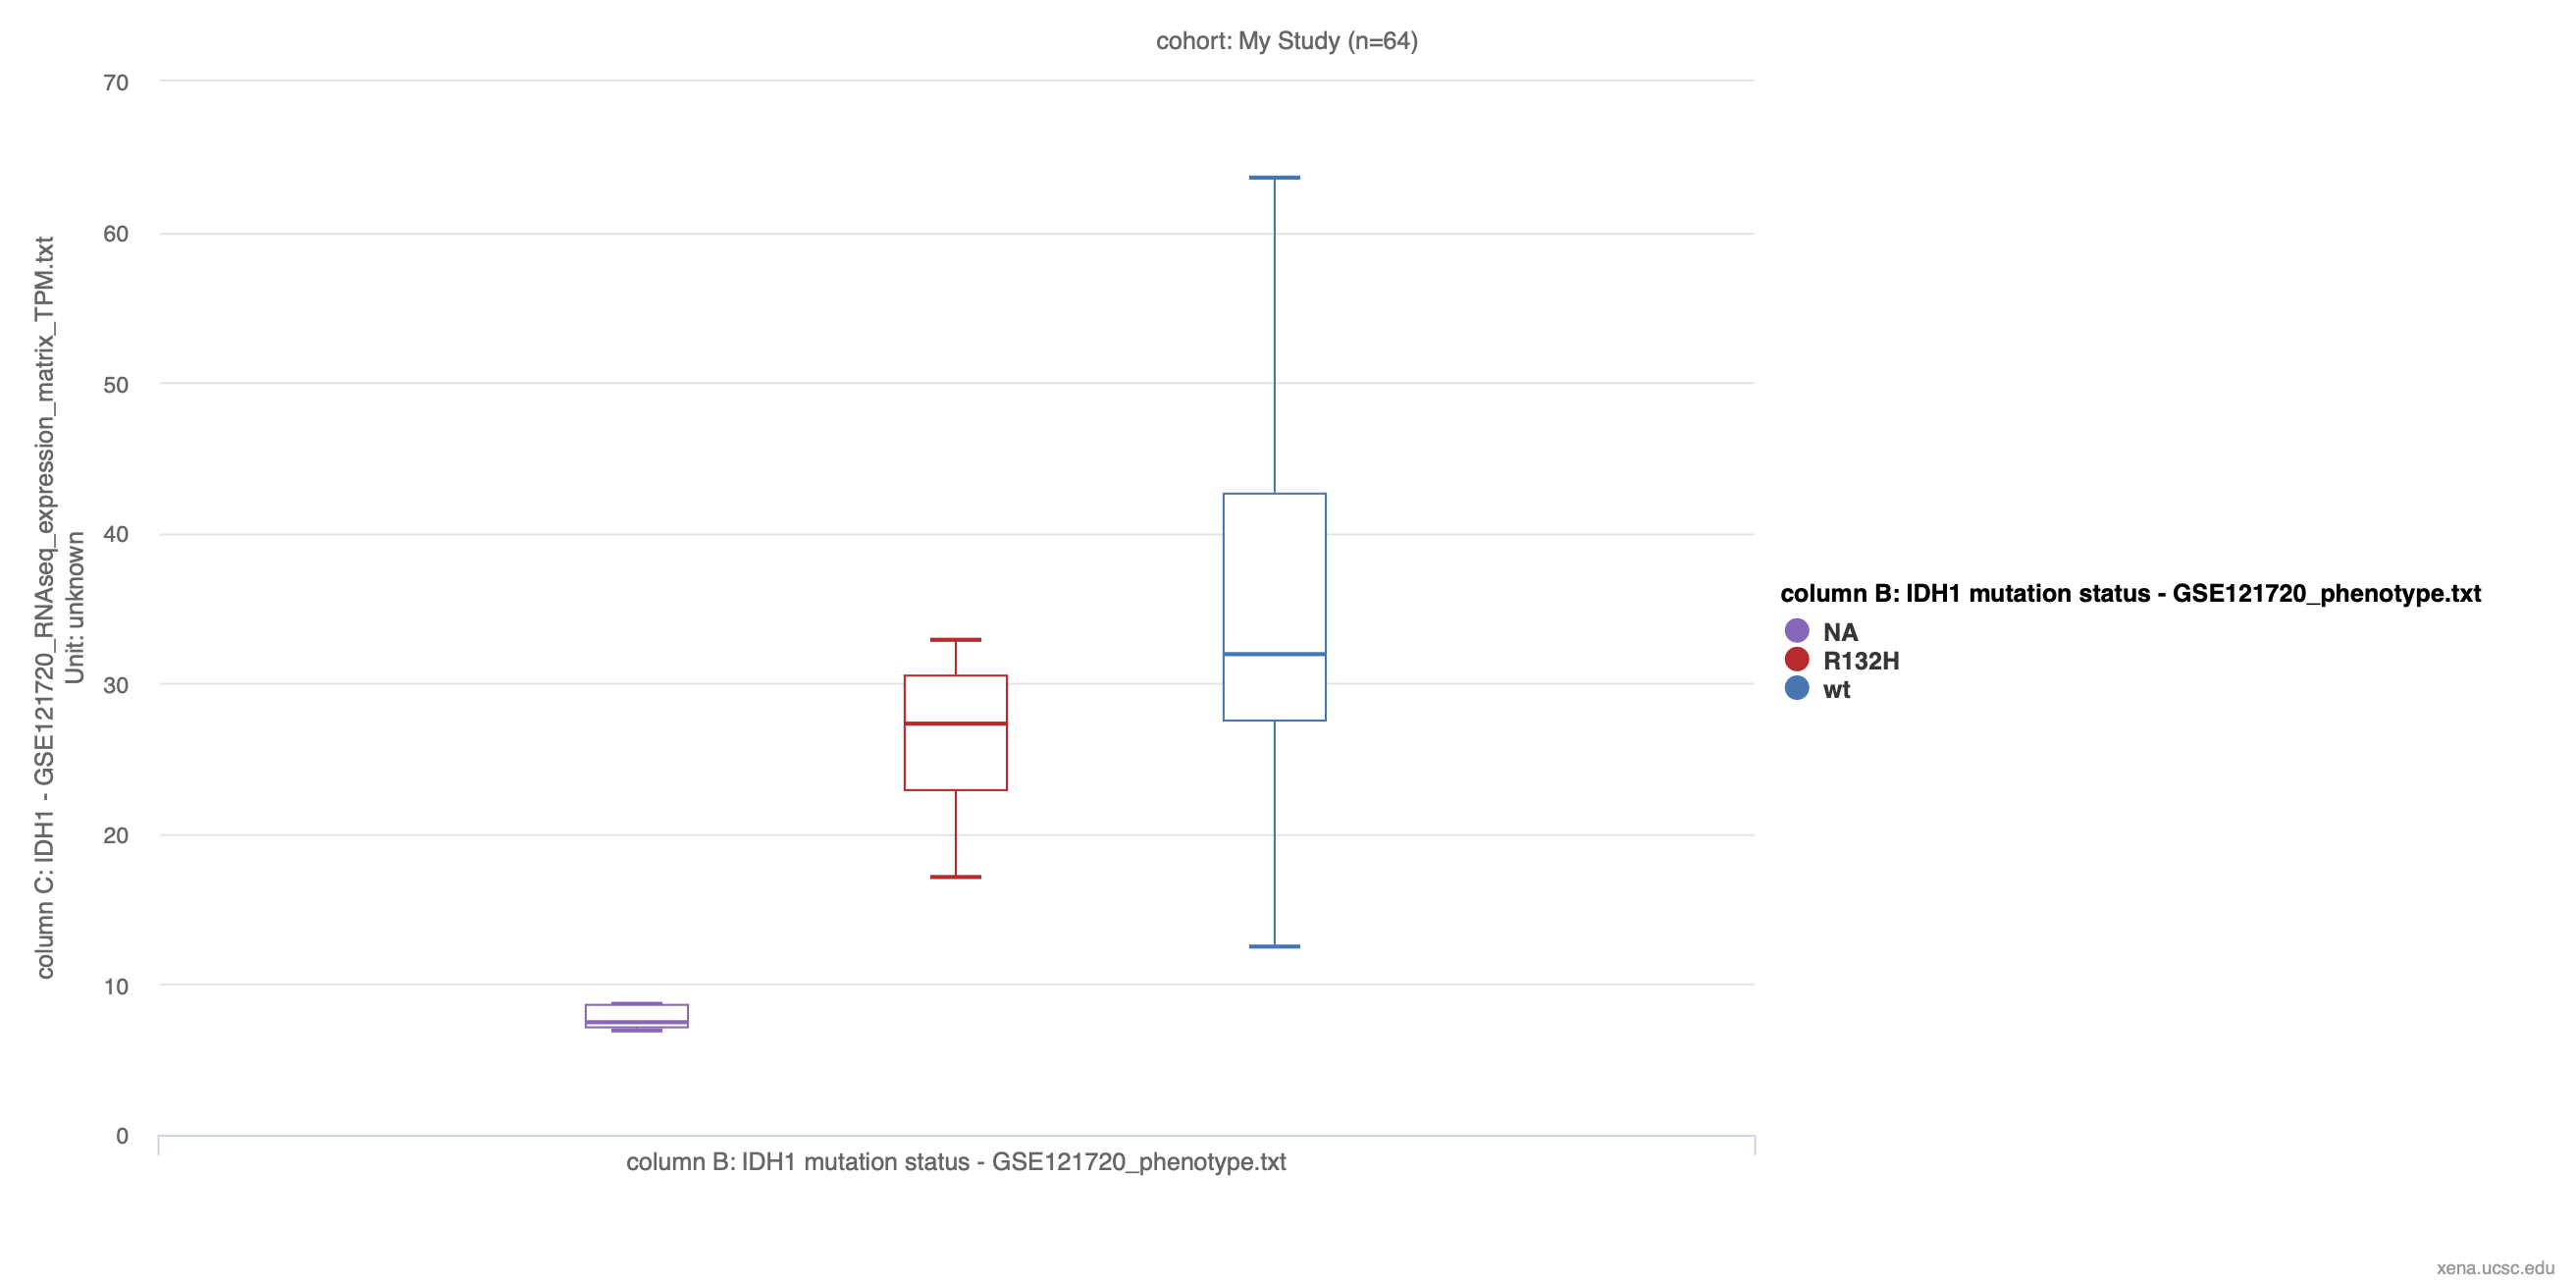 cohort: My Study (n=64)
70
60
50
40
30
20
10
0
column C: IDH1 - GSE121720_RNAseq_expression_matrix_TPM.txt
Unit: unknown
column B: IDH1 mutation status - GSE121720_phenotype.txt
column B: IDH1 mutation status - GSE121720_phenotype.txt
NA
R132H
wt
xena.ucsc.edu